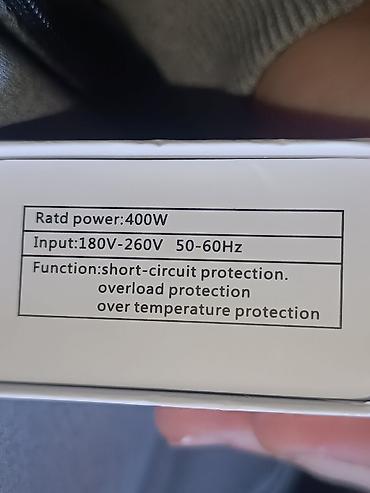 Ratd power:400W
Input:180V-260V 50-60Hz
Function:short-circuit protection.
overload protection
over temperature protection